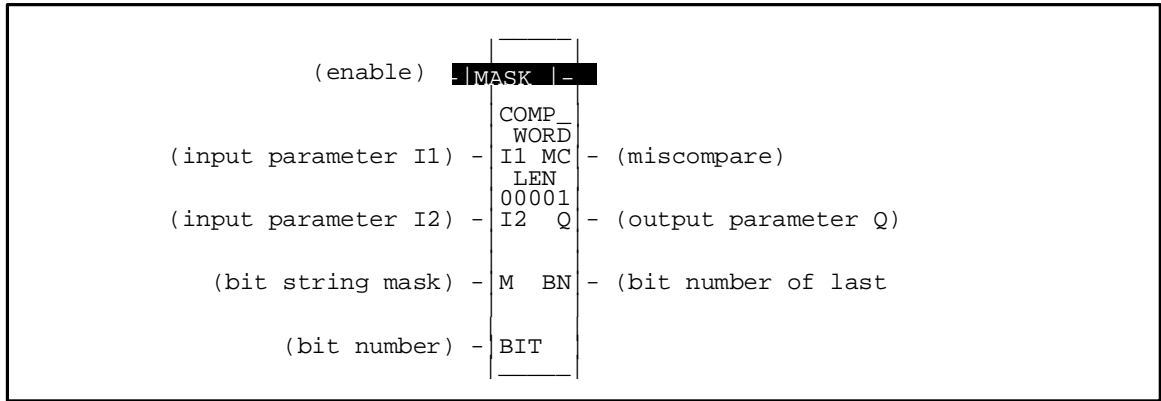 (enable) -|MASK |-
COMP_
WORD
(input parameter I1) - I1 MC - (miscompare)
LEN
00001
(input parameter I2) - I2 Q - (output parameter Q)
(bit string mask) - M BN - (bit number of last
(bit number) - BIT